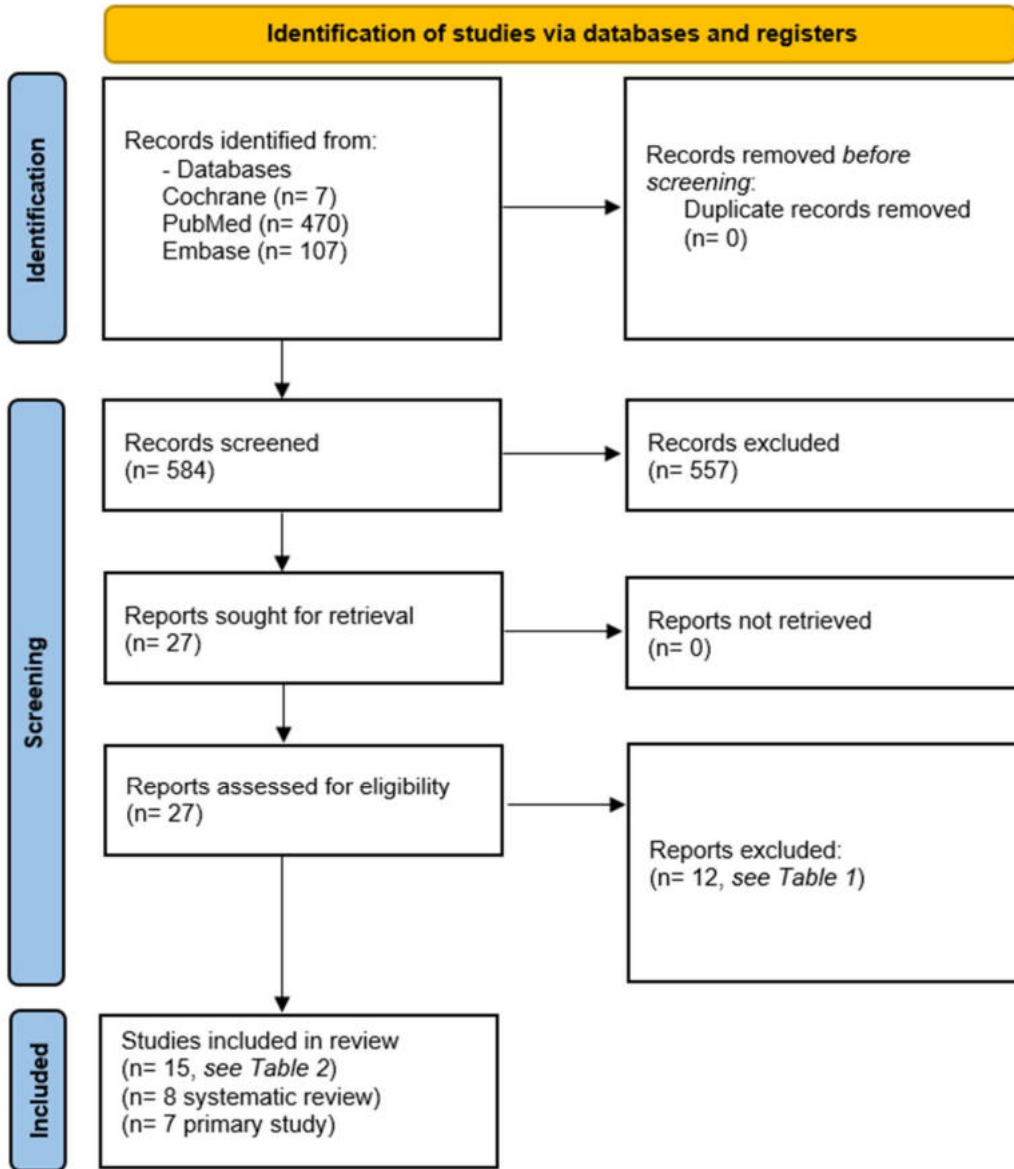 Identification of studies via databases and registers
Identification
Records identified from:
- Databases
Cochrane (n= 7)
PubMed (n= 470)
Embase (n= 107)
Records removed before
screening:
Duplicate records removed
(n= 0)
Screening
Records screened
(n= 584)
Records excluded
(n= 557)
Reports sought for retrieval
(n= 27)
Reports not retrieved
(n= 0)
Reports assessed for eligibility
(n= 27)
Reports excluded:
(n= 12, see Table 1)
Included
Studies included in review
(n= 15, see Table 2)
(n= 8 systematic review)
(n= 7 primary study)